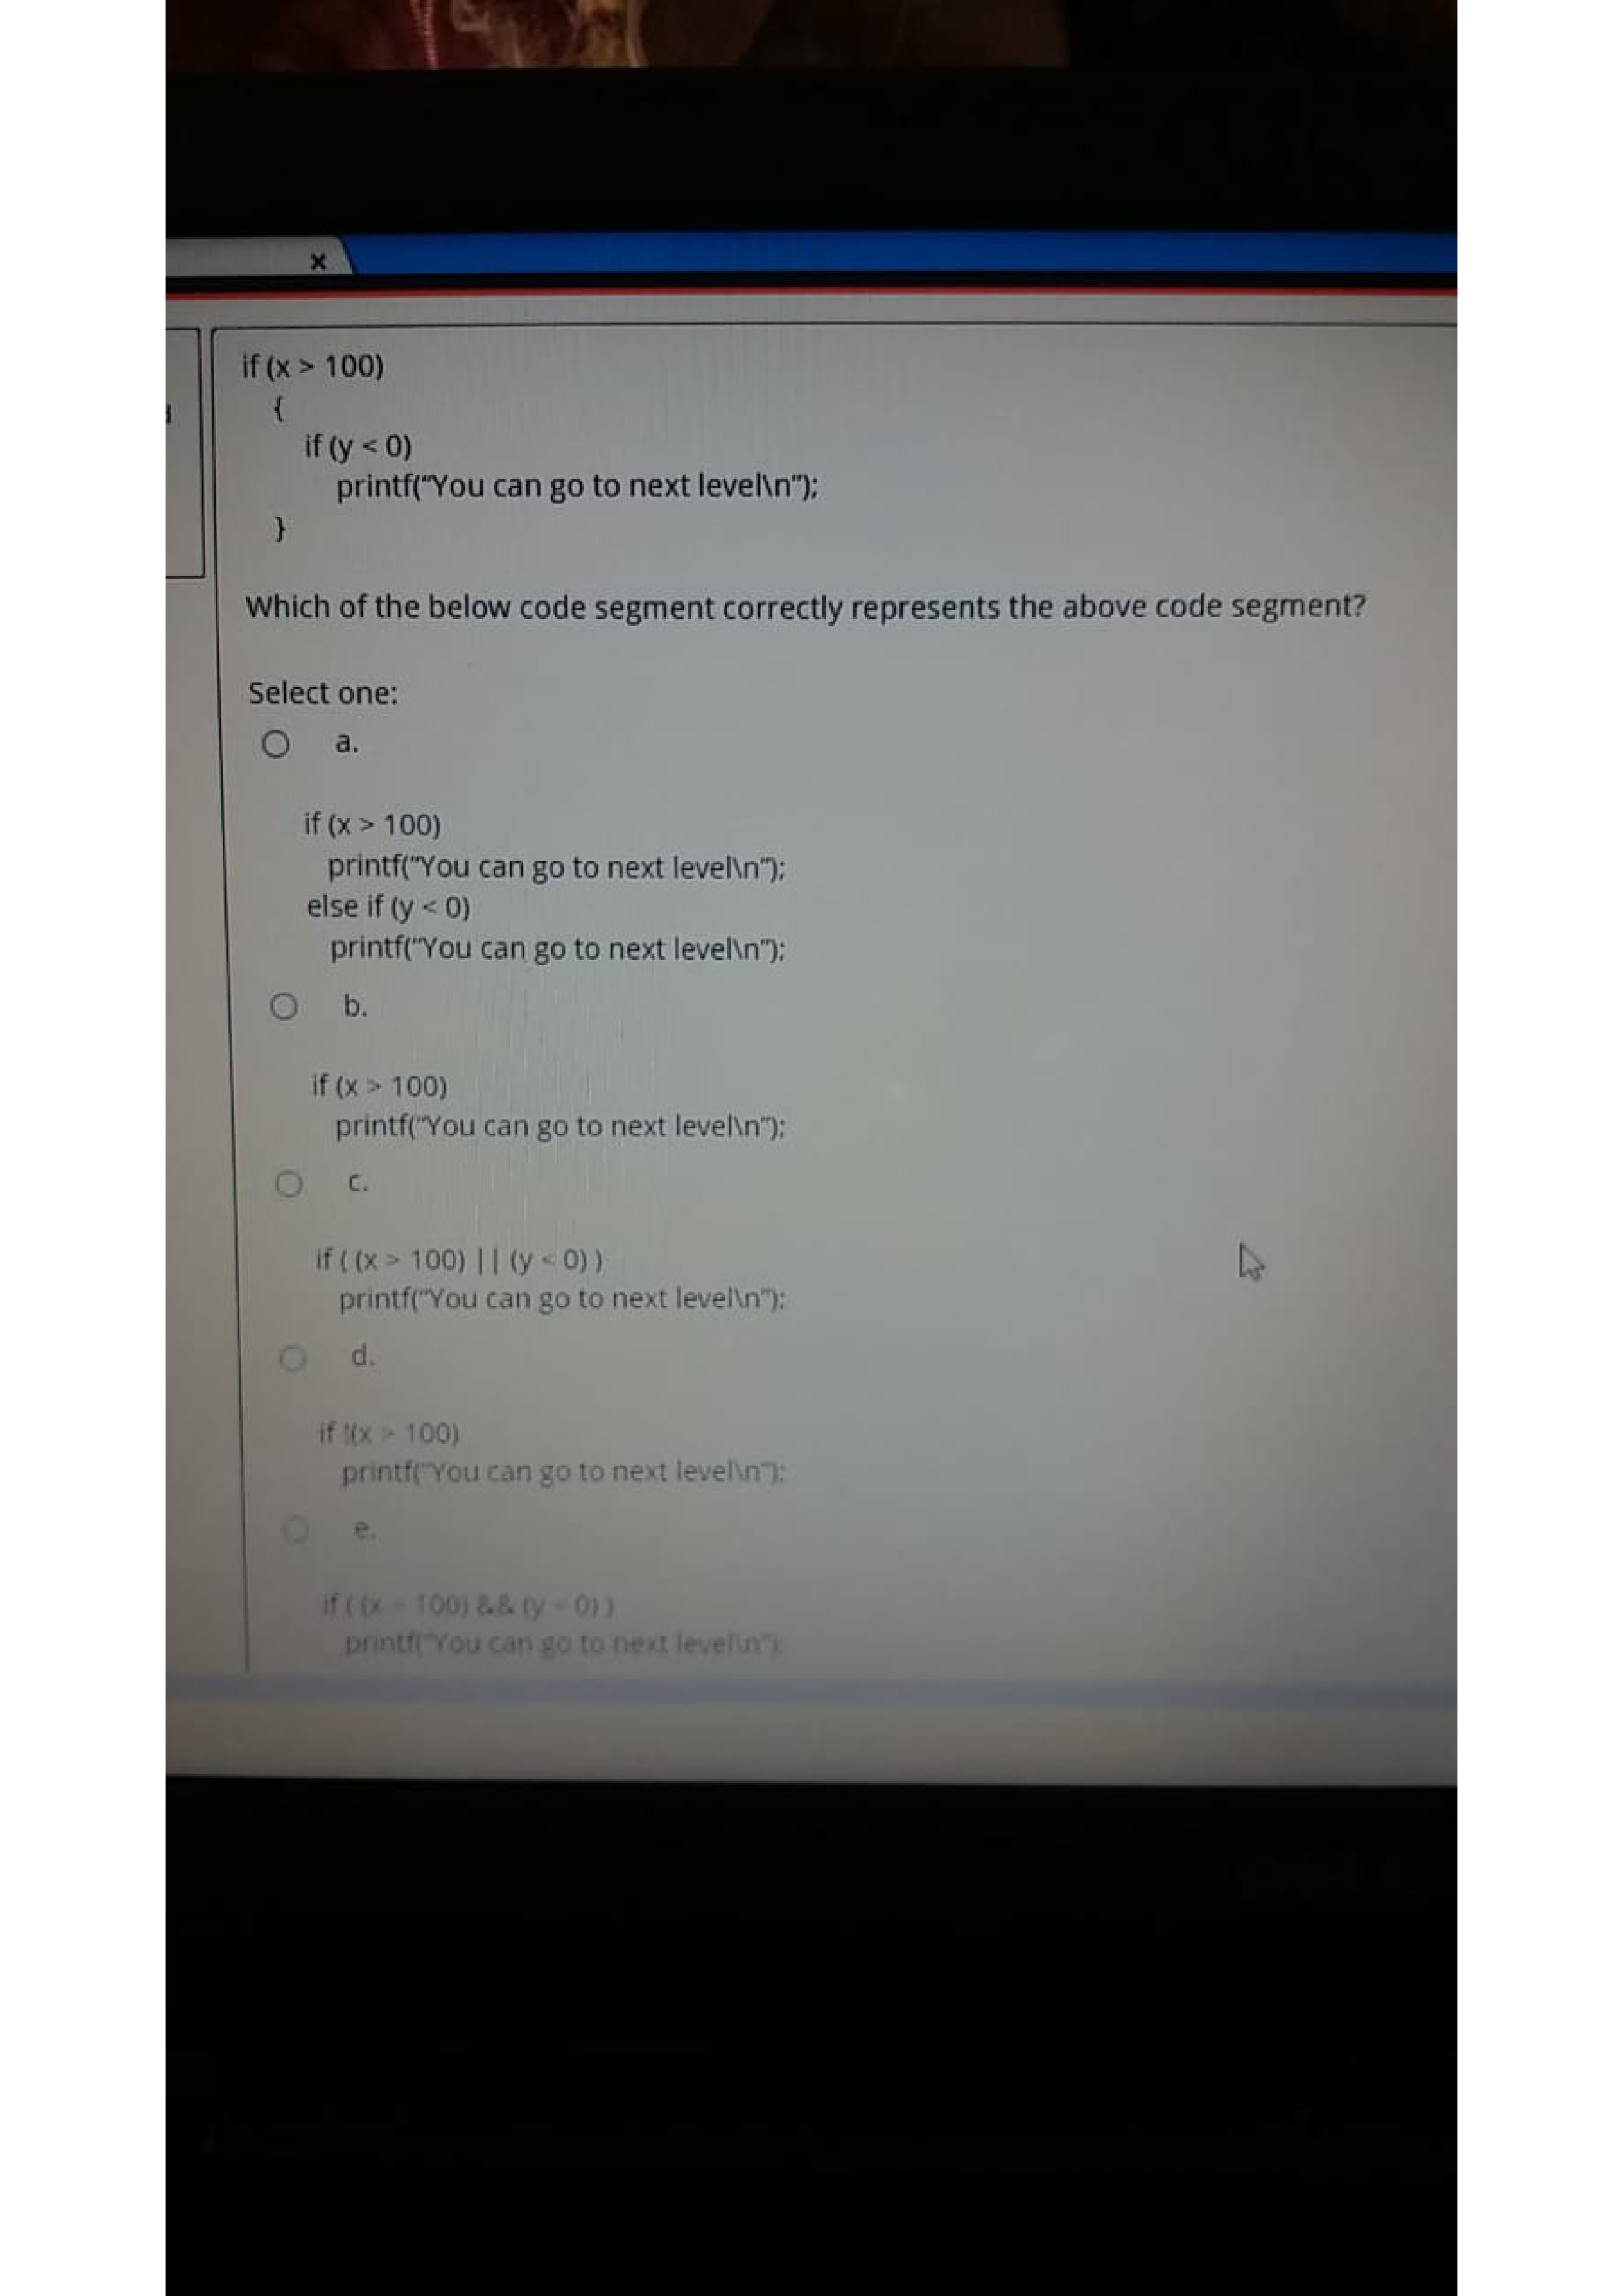 x
if (x > 100)
{
if (y < 0)
printf("You can go to next level\n");
}
Which of the below code segment correctly represents the above code segment?
Select one:
a.
if (x > 100)
printf("You can go to next level\n");
else if (y < 0)
printf("You can go to next level\n");
b.
if (x > 100)
printf("You can go to next level\n");
c.
if ( (x > 100) || (y < 0) )
printf("You can go to next level\n");
d.
if !(x > 100)
printf("You can go to next level\n");
e.
if ( (x > 100) && (y < 0) )
printf("You can go to next level\n");